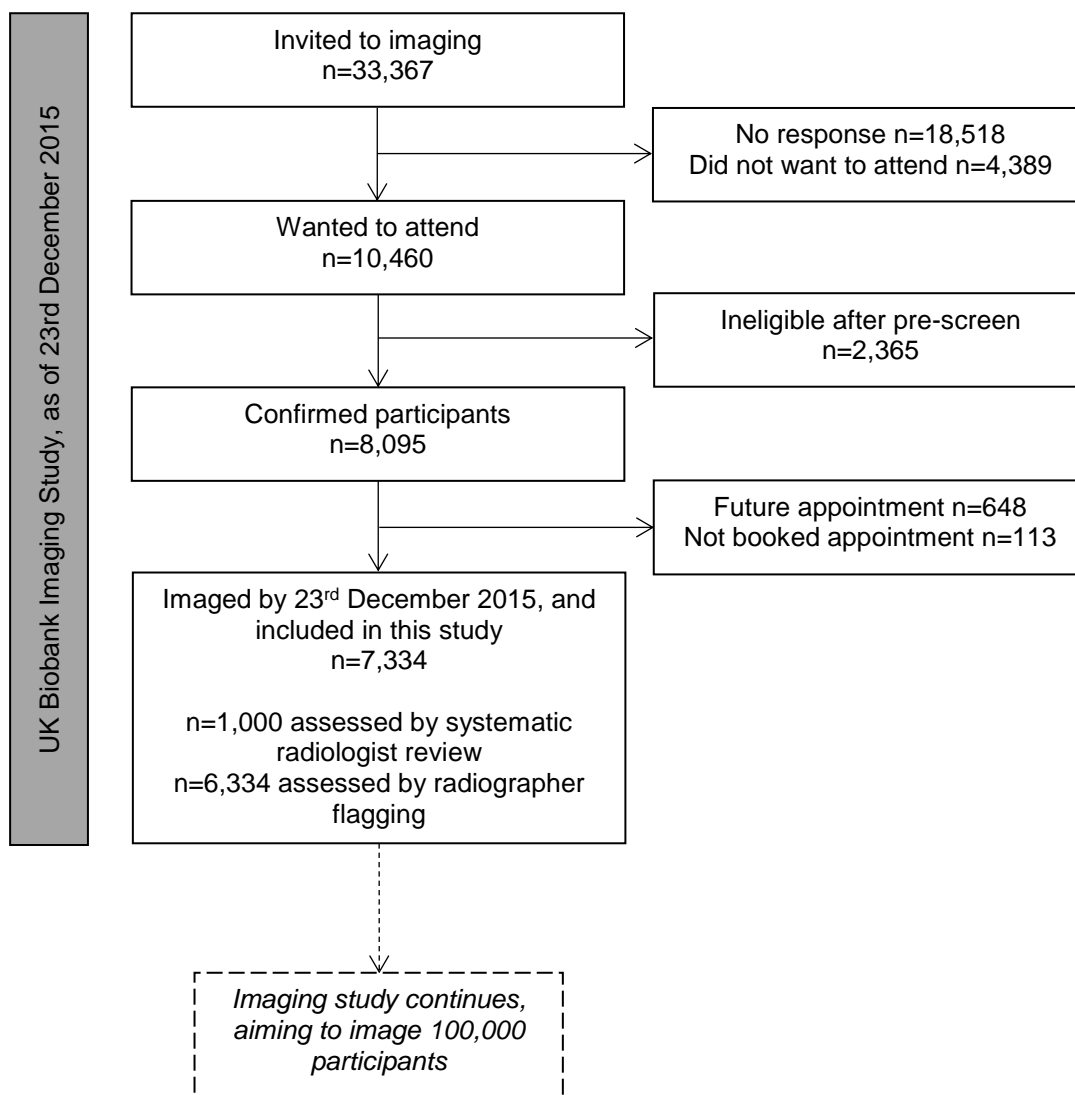 UK Biobank Imaging Study, as of 23rd December 2015
Invited to imaging
n=33,367
No response n=18,518
Did not want to attend n=4,389
Wanted to attend
n=10,460
Ineligible after pre-screen
n=2,365
Confirmed participants
n=8,095
Future appointment n=648
Not booked appointment n=113
Imaged by 23rd December 2015, and
included in this study
n=7,334
n=1,000 assessed by systematic
radiologist review
n=6,334 assessed by radiographer
flagging
Imaging study continues,
aiming to image 100,000
participants